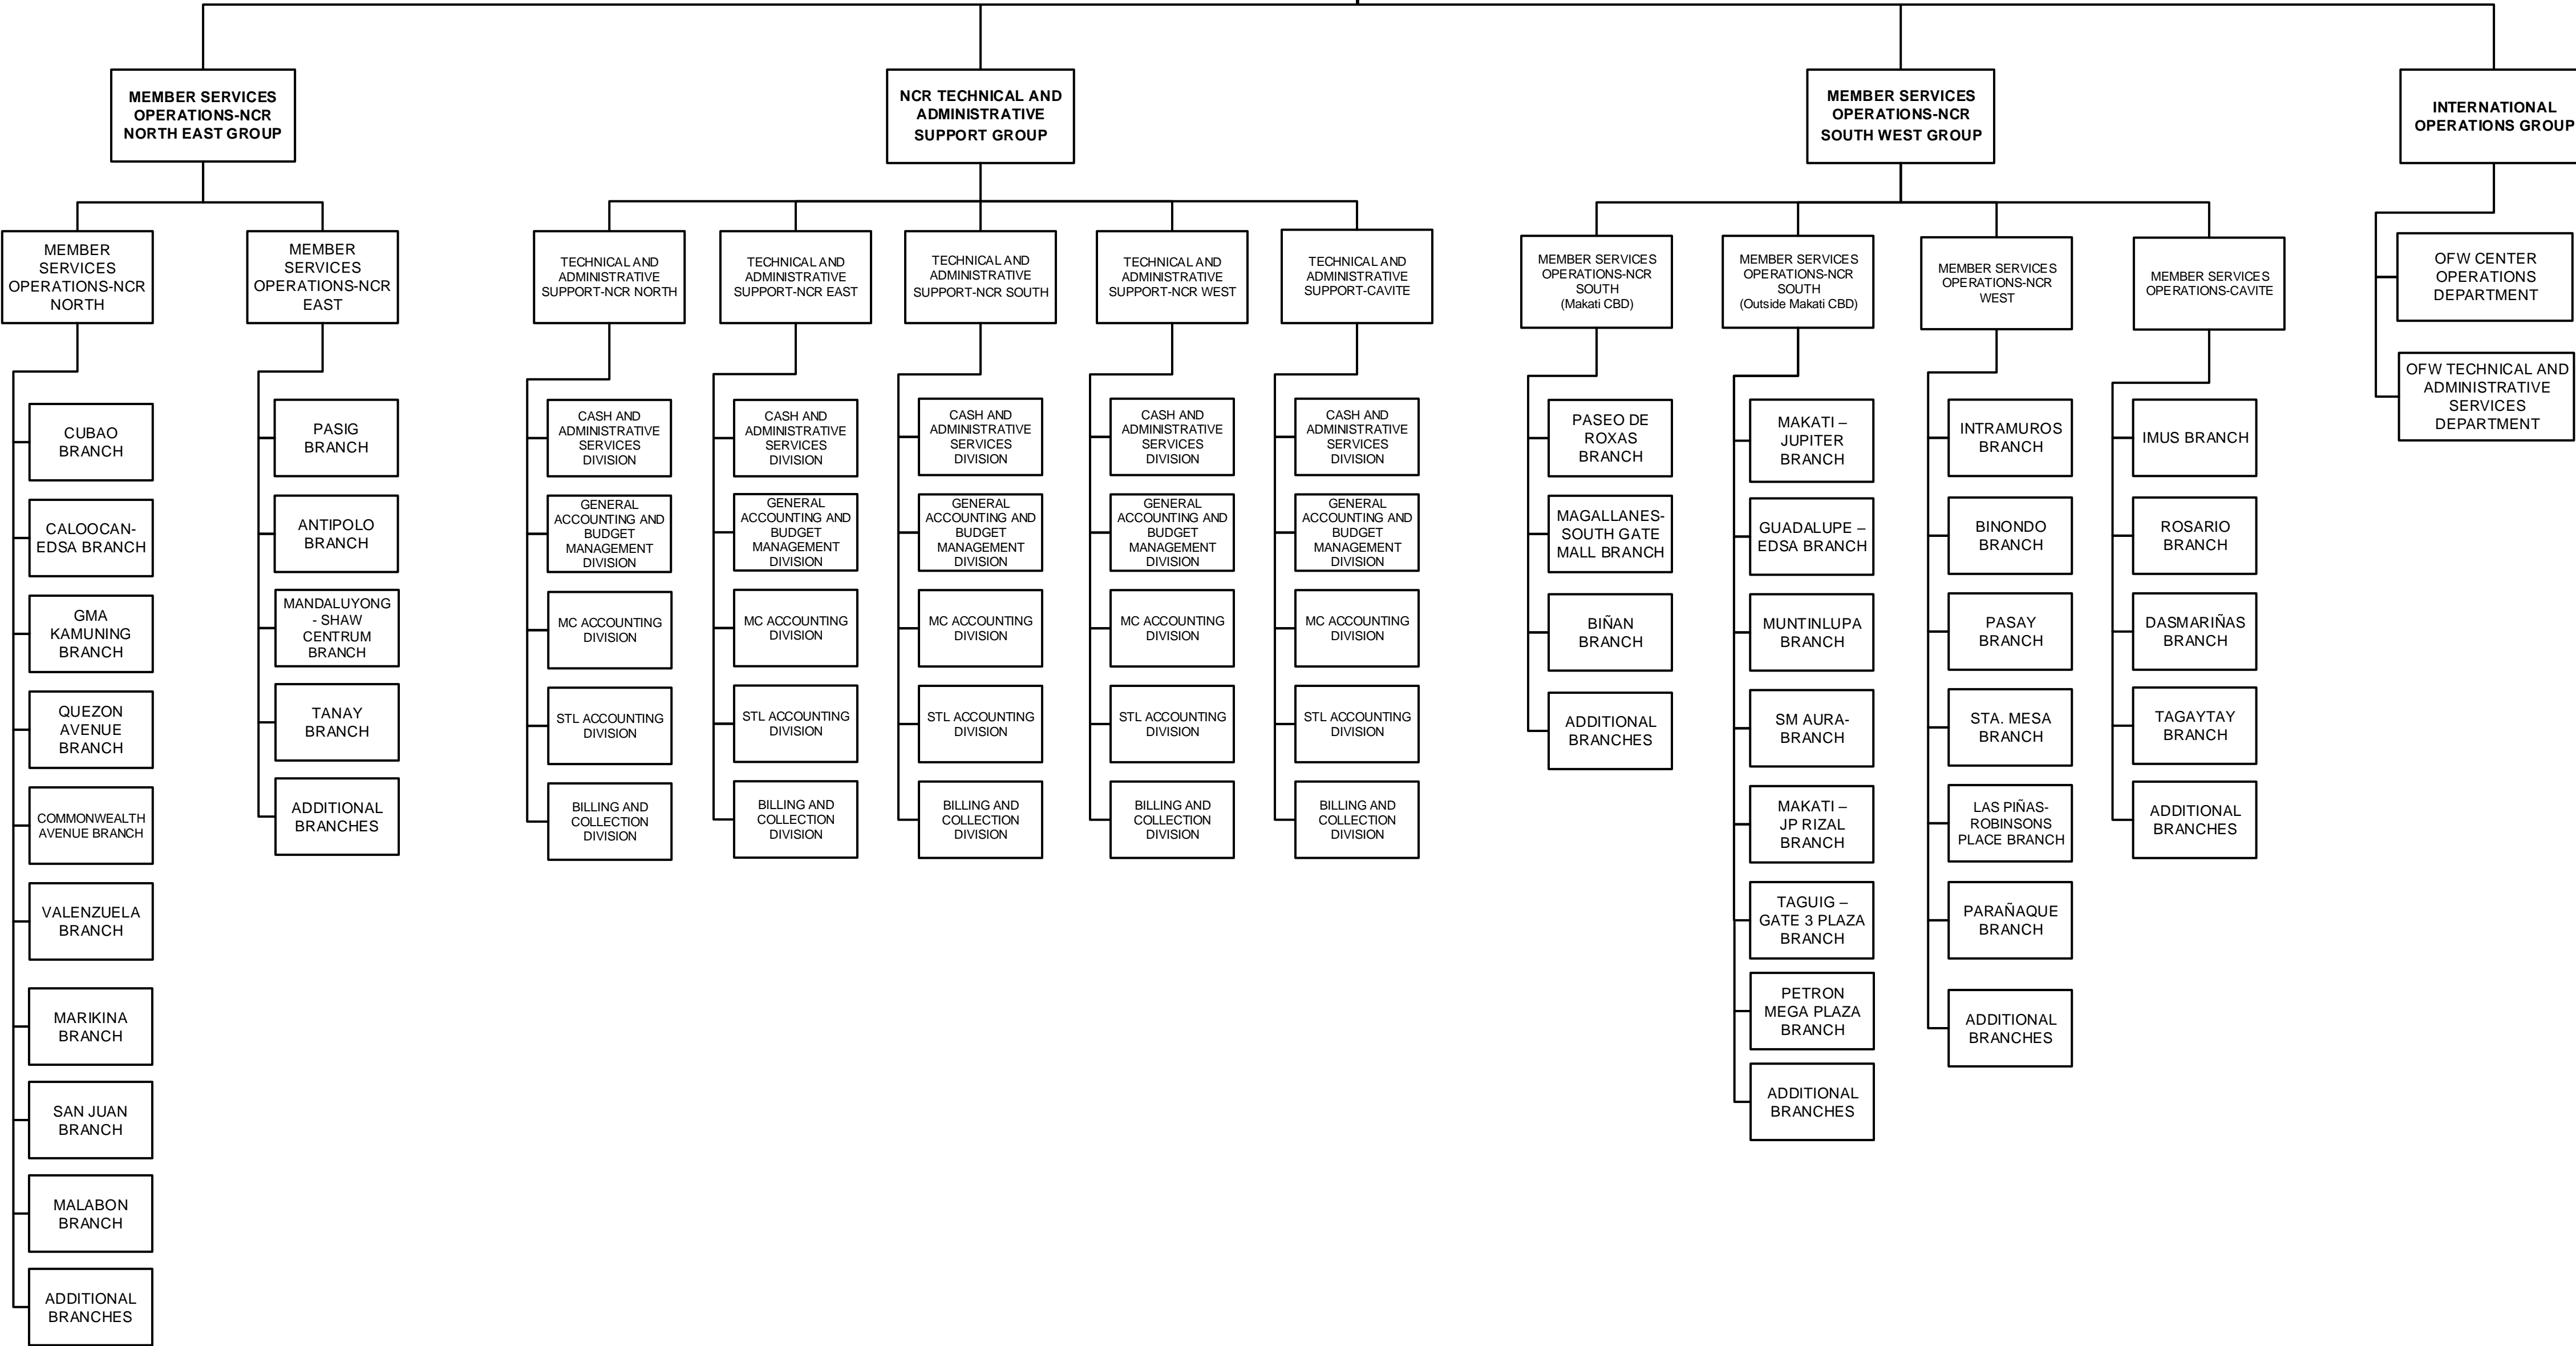 MEMBER SERVICES
OPERATIONS-NCR
NORTH EAST GROUP
NCR TECHNICAL AND
ADMINISTRATIVE
SUPPORT GROUP
MEMBER SERVICES
OPERATIONS-NCR
SOUTH WEST GROUP
INTERNATIONAL
OPERATIONS GROUP
MEMBER
SERVICES
OPERATIONS-NCR
NORTH
MEMBER
SERVICES
OPERATIONS-NCR
EAST
TECHNICAL AND
ADMINISTRATIVE
SUPPORT-NCR NORTH
TECHNICAL AND
ADMINISTRATIVE
SUPPORT-NCR EAST
TECHNICAL AND
ADMINISTRATIVE
SUPPORT-NCR SOUTH
TECHNICAL AND
ADMINISTRATIVE
SUPPORT-NCR WEST
TECHNICAL AND
ADMINISTRATIVE
SUPPORT-CAVITE
MEMBER SERVICES
OPERATIONS-NCR
SOUTH
(Makati CBD)
MEMBER SERVICES
OPERATIONS-NCR
SOUTH
(Outside Makati CBD)
MEMBER SERVICES
OPERATIONS-NCR
WEST
MEMBER SERVICES
OPERATIONS-CAVITE
OFW CENTER
OPERATIONS
DEPARTMENT
OFW TECHNICAL AND
ADMINISTRATIVE
SERVICES
DEPARTMENT
CUBAO
BRANCH
CALOOCAN-
EDSA BRANCH
GMA
KAMUNING
BRANCH
QUEZON
AVENUE
BRANCH
COMMONWEALTH
AVENUE BRANCH
VALENZUELA
BRANCH
MARIKINA
BRANCH
SAN JUAN
BRANCH
MALABON
BRANCH
ADDITIONAL
BRANCHES
PASIG
BRANCH
ANTIPOLO
BRANCH
MANDALUYONG
- SHAW
CENTRUM
BRANCH
TANAY
BRANCH
ADDITIONAL
BRANCHES
CASH AND
ADMINISTRATIVE
SERVICES
DIVISION
GENERAL
ACCOUNTING AND
BUDGET
MANAGEMENT
DIVISION
MC ACCOUNTING
DIVISION
STL ACCOUNTING
DIVISION
BILLING AND
COLLECTION
DIVISION
CASH AND
ADMINISTRATIVE
SERVICES
DIVISION
GENERAL
ACCOUNTING AND
BUDGET
MANAGEMENT
DIVISION
MC ACCOUNTING
DIVISION
STL ACCOUNTING
DIVISION
BILLING AND
COLLECTION
DIVISION
CASH AND
ADMINISTRATIVE
SERVICES
DIVISION
GENERAL
ACCOUNTING AND
BUDGET
MANAGEMENT
DIVISION
MC ACCOUNTING
DIVISION
STL ACCOUNTING
DIVISION
BILLING AND
COLLECTION
DIVISION
CASH AND
ADMINISTRATIVE
SERVICES
DIVISION
GENERAL
ACCOUNTING AND
BUDGET
MANAGEMENT
DIVISION
MC ACCOUNTING
DIVISION
STL ACCOUNTING
DIVISION
BILLING AND
COLLECTION
DIVISION
CASH AND
ADMINISTRATIVE
SERVICES
DIVISION
GENERAL
ACCOUNTING AND
BUDGET
MANAGEMENT
DIVISION
MC ACCOUNTING
DIVISION
STL ACCOUNTING
DIVISION
BILLING AND
COLLECTION
DIVISION
PASEO DE
ROXAS
BRANCH
MAGALLANES-
SOUTH GATE
MALL BRANCH
BIÑAN
BRANCH
ADDITIONAL
BRANCHES
MAKATI –
JUPITER
BRANCH
GUADALUPE –
EDSA BRANCH
MUNTINLUPA
BRANCH
SM AURA-
BRANCH
MAKATI –
JP RIZAL
BRANCH
TAGUIG –
GATE 3 PLAZA
BRANCH
PETRON
MEGA PLAZA
BRANCH
ADDITIONAL
BRANCHES
INTRAMUROS
BRANCH
BINONDO
BRANCH
PASAY
BRANCH
STA. MESA
BRANCH
LAS PIÑAS-
ROBINSONS
PLACE BRANCH
PARAÑAQUE
BRANCH
ADDITIONAL
BRANCHES
IMUS BRANCH
ROSARIO
BRANCH
DASMARIÑAS
BRANCH
TAGAYTAY
BRANCH
ADDITIONAL
BRANCHES